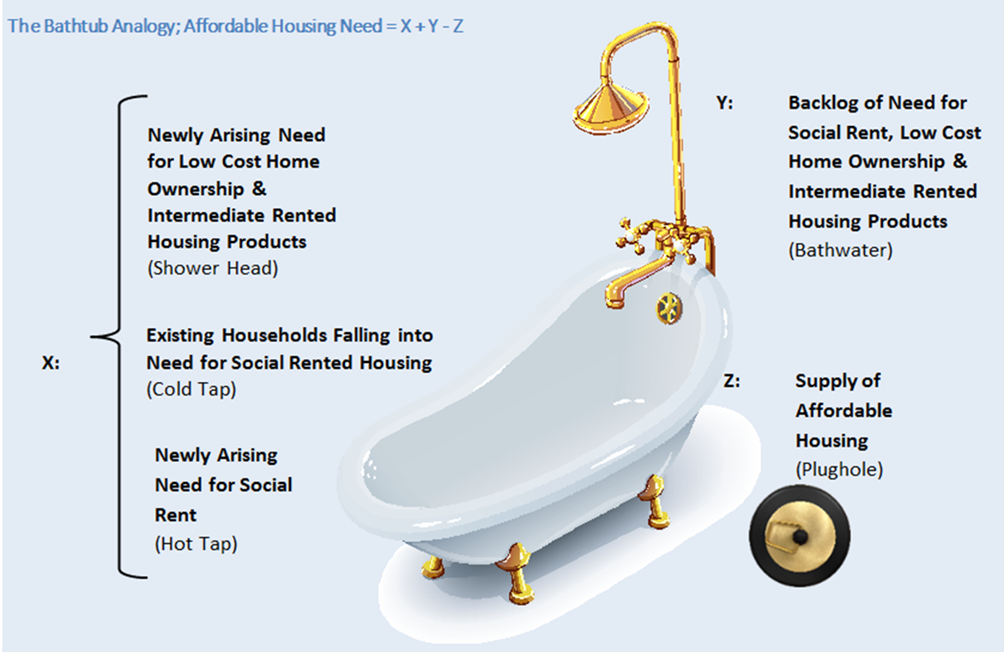 The Bathtub Analogy; Affordable Housing Need = X + Y - Z
X:
Newly Arising Need
for Low Cost Home
Ownership &
Intermediate Rented
Housing Products
(Shower Head)
Existing Households Falling into
Need for Social Rented Housing
(Cold Tap)
Newly Arising
Need for Social
Rent
(Hot Tap)
Y:
Backlog of Need for
Social Rent, Low Cost
Home Ownership &
Intermediate Rented
Housing Products
(Bathwater)
Z:
Supply of
Affordable
Housing
(Plughole)